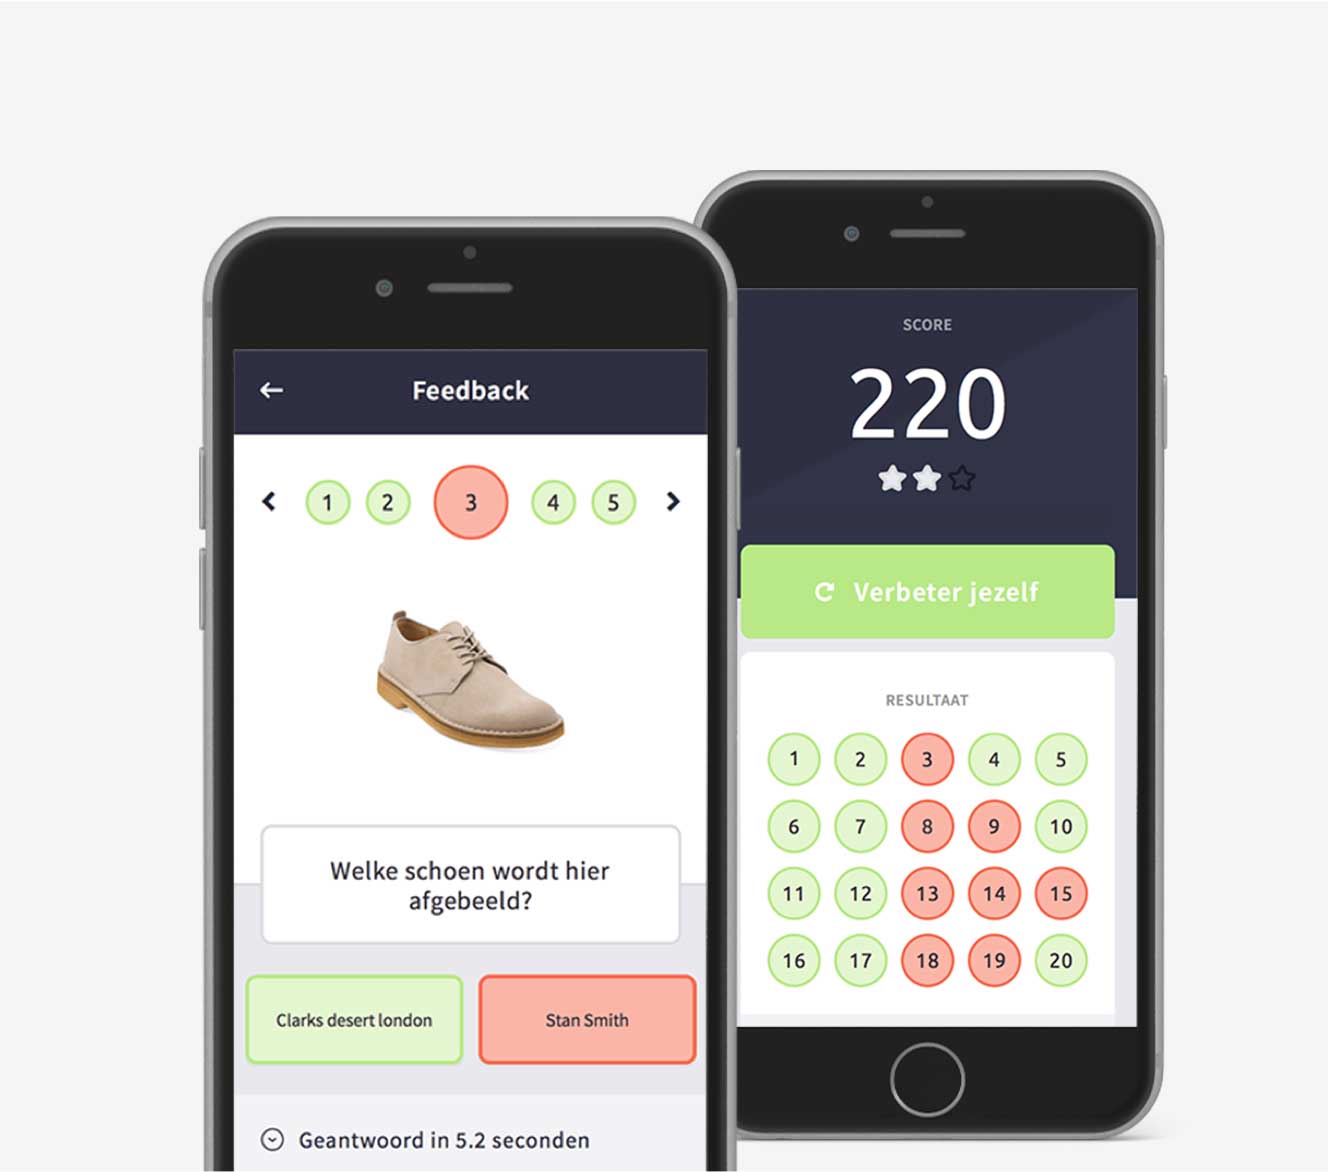 Feedback
1 2 3 4 5
Welke schoen wordt hier
afgebeeld?
Clarks desert london
Stan Smith
Geantwoord in 5.2 seconden
SCORE
220
Verbeter jezelf
RESULTAAT
1 2 3 4 5
6 7 8 9 10
11 12 13 14 15
16 17 18 19 20